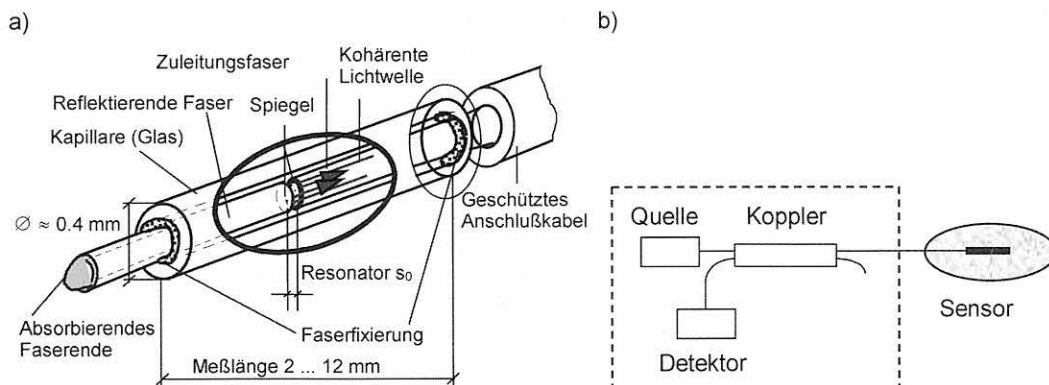 a)
Zuleitungsfaser
Kohärente
Lichtwelle
Reflektierende Faser
Spiegel
Kapillare (Glas)
Geschütztes
Anschlußkabel
Ø ≈ 0.4 mm
Resonator s₀
Absorbierendes
Faserende
Faserfixierung
Meßlänge 2 ... 12 mm
b)
Quelle
Koppler
Sensor
Detektor